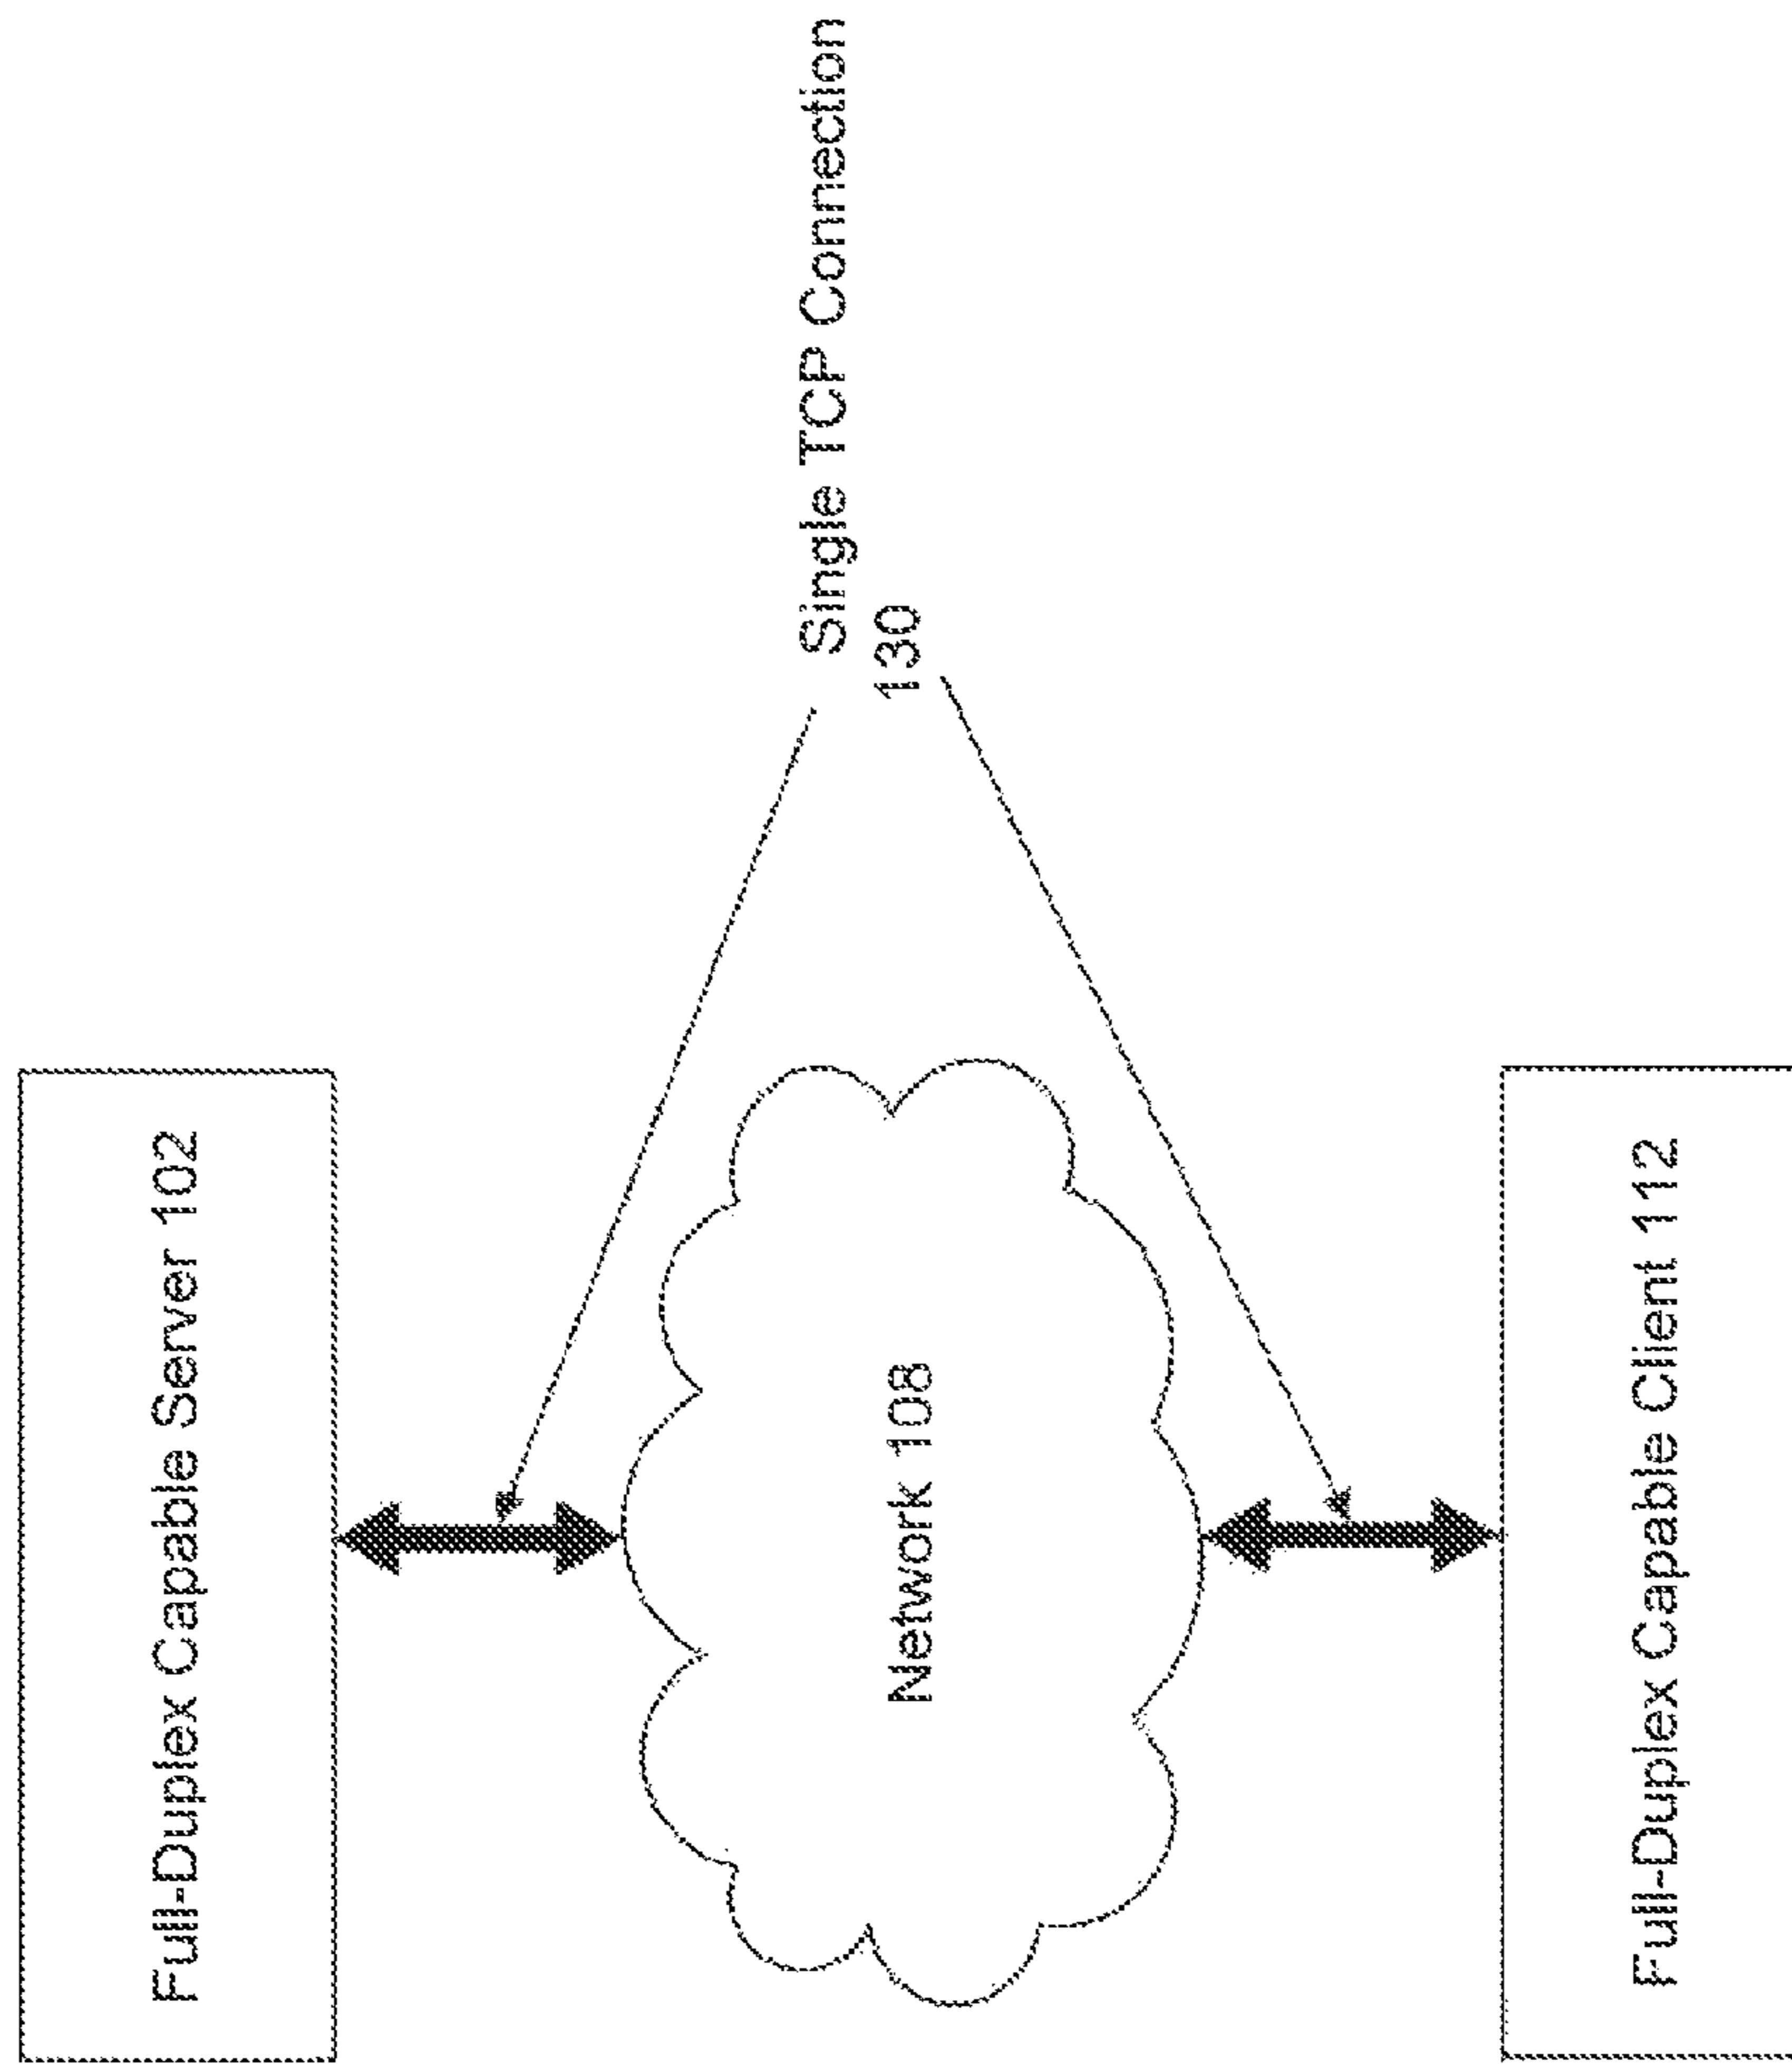 Full-Duplex Capable Server 102
Single TCP Connection
130
Network 108
Full-Duplex Capable Client 112